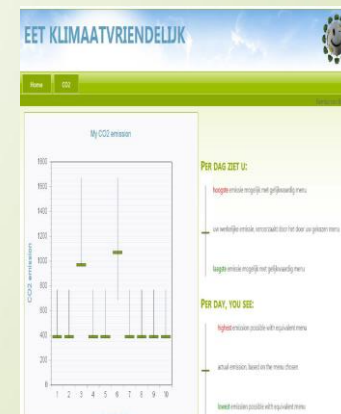 EET KLIMAATVRIENDELIJK
Home CO2
My CO2 emission
CO2 emission
1800
1600
1400
1200
1000
800
600
400
200
0
1 2 3 4 5 6 7 8 9 10
PER DAG ZIET U:
hoogste emissie mogelijk met gelijkwaardig menu
uw werkelijke emissie, veroorzaakt door het door uw gekozen menu
laagste emissie mogelijk met gelijkwaardig menu
PER DAY, YOU SEE:
highest emission possible with equivalent menu
actual emission, based on the menu chosen
lowest emission possible with equivalent menu